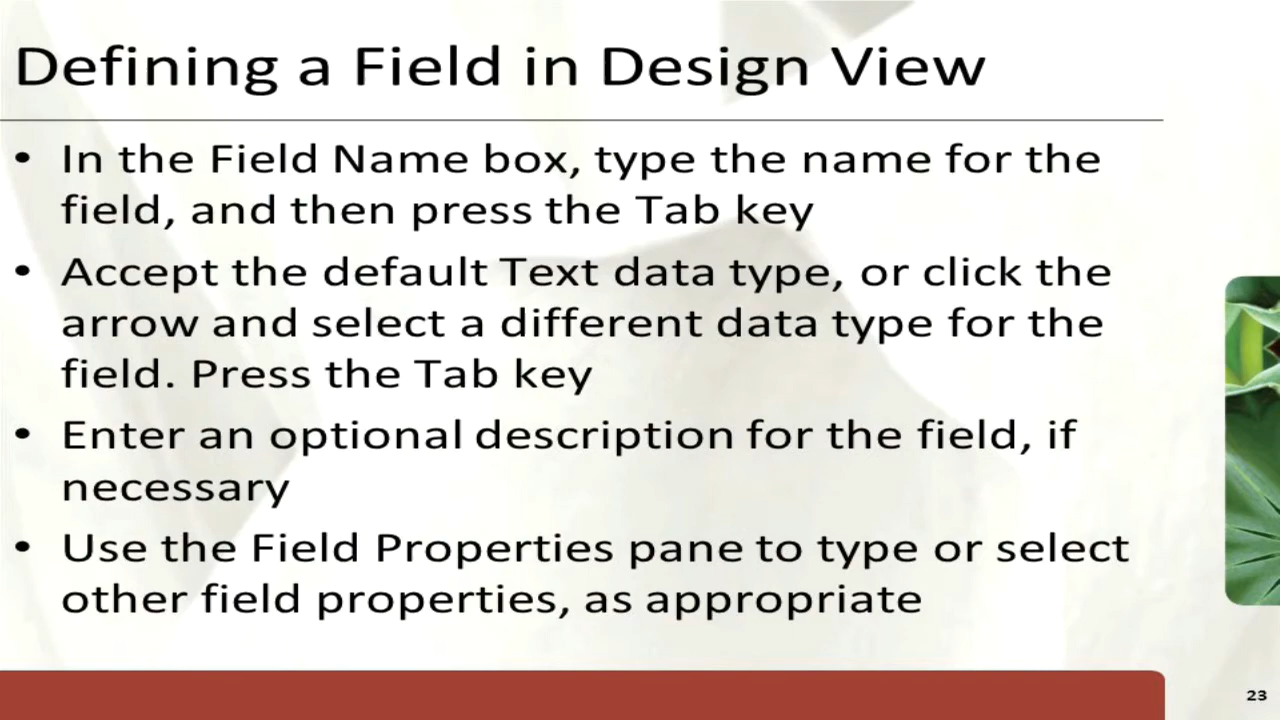 Defining a Field in Design View
• In the Field Name box, type the name for the
field, and then press the Tab key
• Accept the default Text data type, or click the
arrow and select a different data type for the
field. Press the Tab key
• Enter an optional description for the field, if
necessary
• Use the Field Properties pane to type or select
other field properties, as appropriate
23